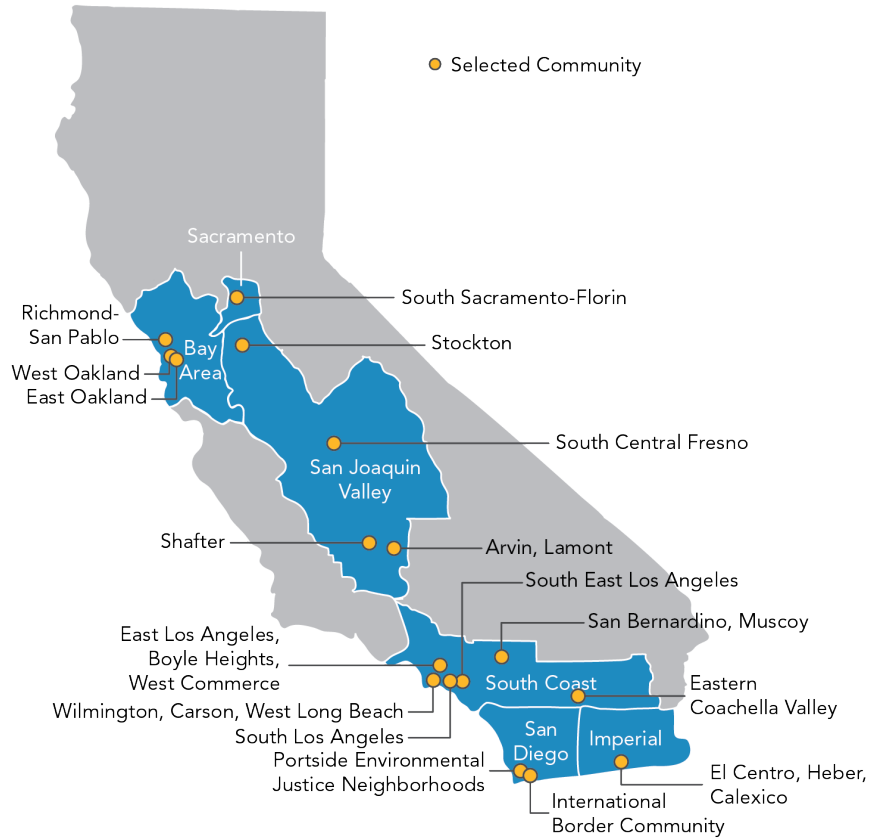 Selected Community
Sacramento
South Sacramento-Florin
Richmond-
San Pablo
Stockton
Bay
Area
West Oakland
East Oakland
South Central Fresno
San Joaquin
Valley
Shafter
Arvin, Lamont
South East Los Angeles
San Bernardino, Muscoy
East Los Angeles,
Boyle Heights,
West Commerce
South Coast
Eastern
Coachella Valley
Wilmington, Carson, West Long Beach
South Los Angeles
San
Diego
Imperial
Portside Environmental
Justice Neighborhoods
El Centro, Heber,
Calexico
International
Border Community